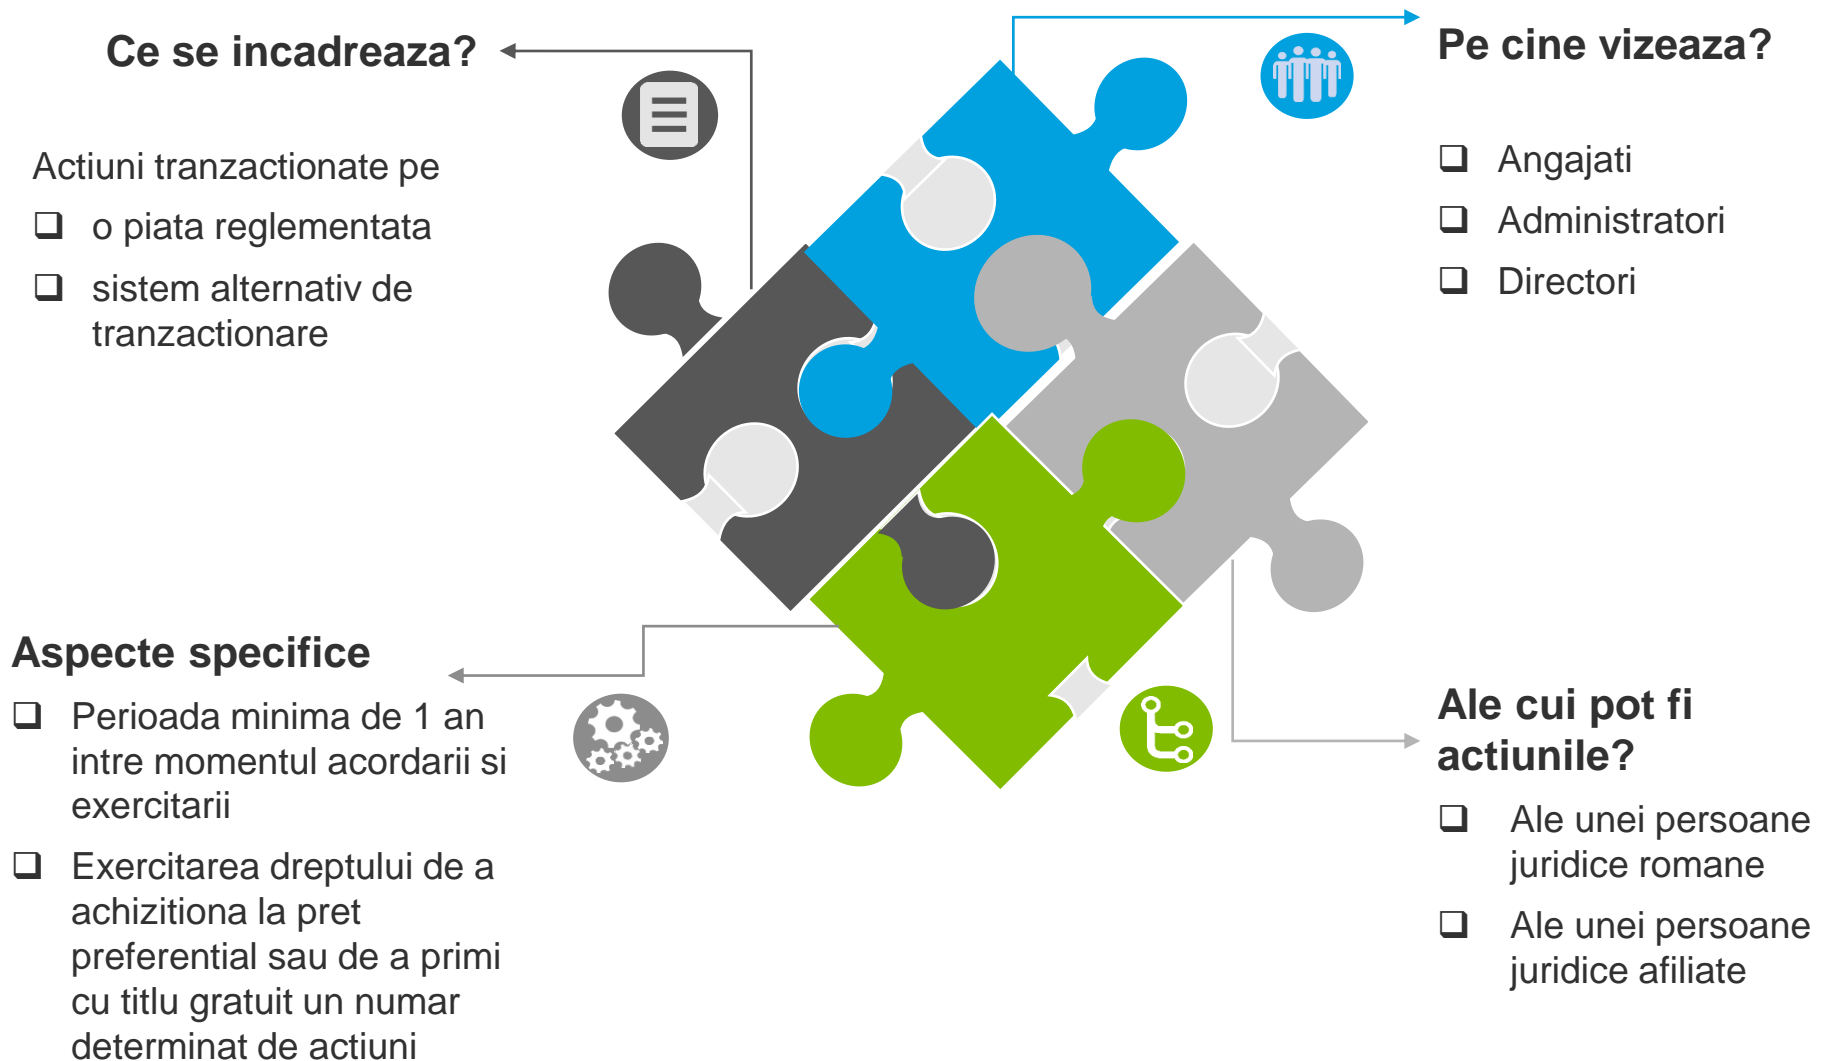 Ce se incadreaza?
Actiuni tranzactionate pe
o piata reglementata
sistem alternativ de
tranzactionare
Pe cine vizeaza?
Angajati
Administratori
Directori
Aspecte specifice
Perioada minima de 1 an
intre momentul acordarii si
exercitarii
Exercitarea dreptului de a
achizitiona la pret
preferential sau de a primi
cu titlu gratuit un numar
determinat de actiuni
Ale cui pot fi
actiunile?
Ale unei persoane
juridice romane
Ale unei persoane
juridice afiliate